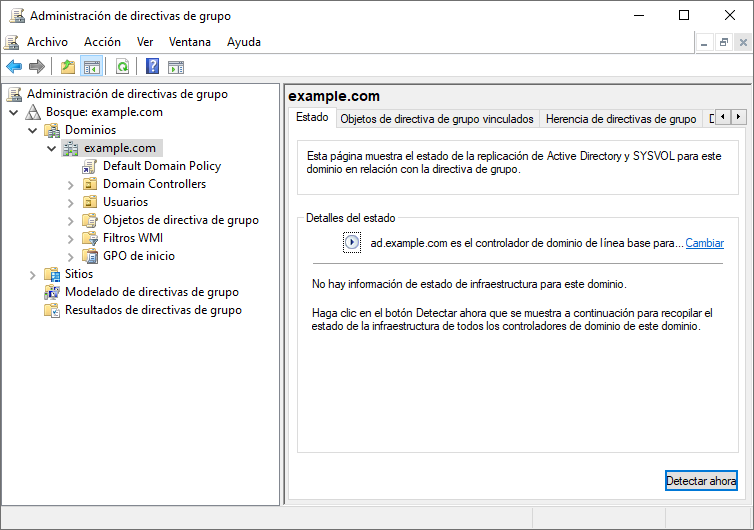 Administración de directivas de grupo
Archivo Acción Ver Ventana Ayuda
Administración de directivas de grupo
Bosque: example.com
Dominios
example.com
Default Domain Policy
Domain Controllers
Usuarios
Objetos de directiva de grupo
Filtros WMI
GPO de inicio
Sitios
Modelado de directivas de grupo
Resultados de directivas de grupo
example.com
Estado Objetos de directiva de grupo vinculados Herencia de directivas de grupo
Esta página muestra el estado de la replicación de Active Directory y SYSVOL para este
dominio en relación con la directiva de grupo.
Detalles del estado
ad.example.com es el controlador de dominio de línea base para... Cambiar
No hay información de estado de infraestructura para este dominio.
Haga clic en el botón Detectar ahora que se muestra a continuación para recopilar el
estado de la infraestructura de todos los controladores de dominio de este dominio.
Detectar ahora